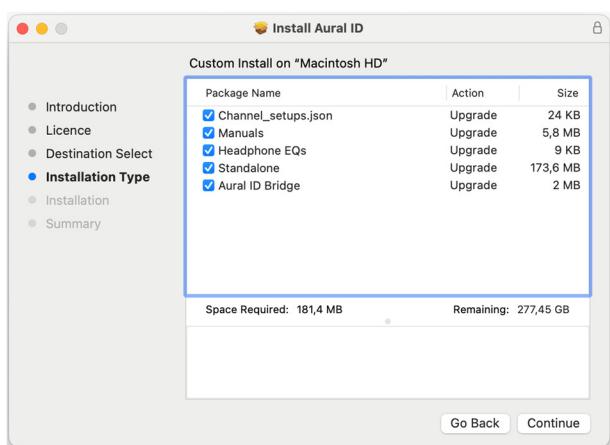 Install Aural ID
Custom Install on “Macintosh HD”
Introduction
Licence
Destination Select
Installation Type
Installation
Summary
Package Name Action Size
Channel_setups.json Upgrade 24 KB
Manuals Upgrade 5,8 MB
Headphone EQs Upgrade 9 KB
Standalone Upgrade 173,6 MB
Aural ID Bridge Upgrade 2 MB
Space Required: 181,4 MB Remaining: 277,45 GB
Go Back Continue